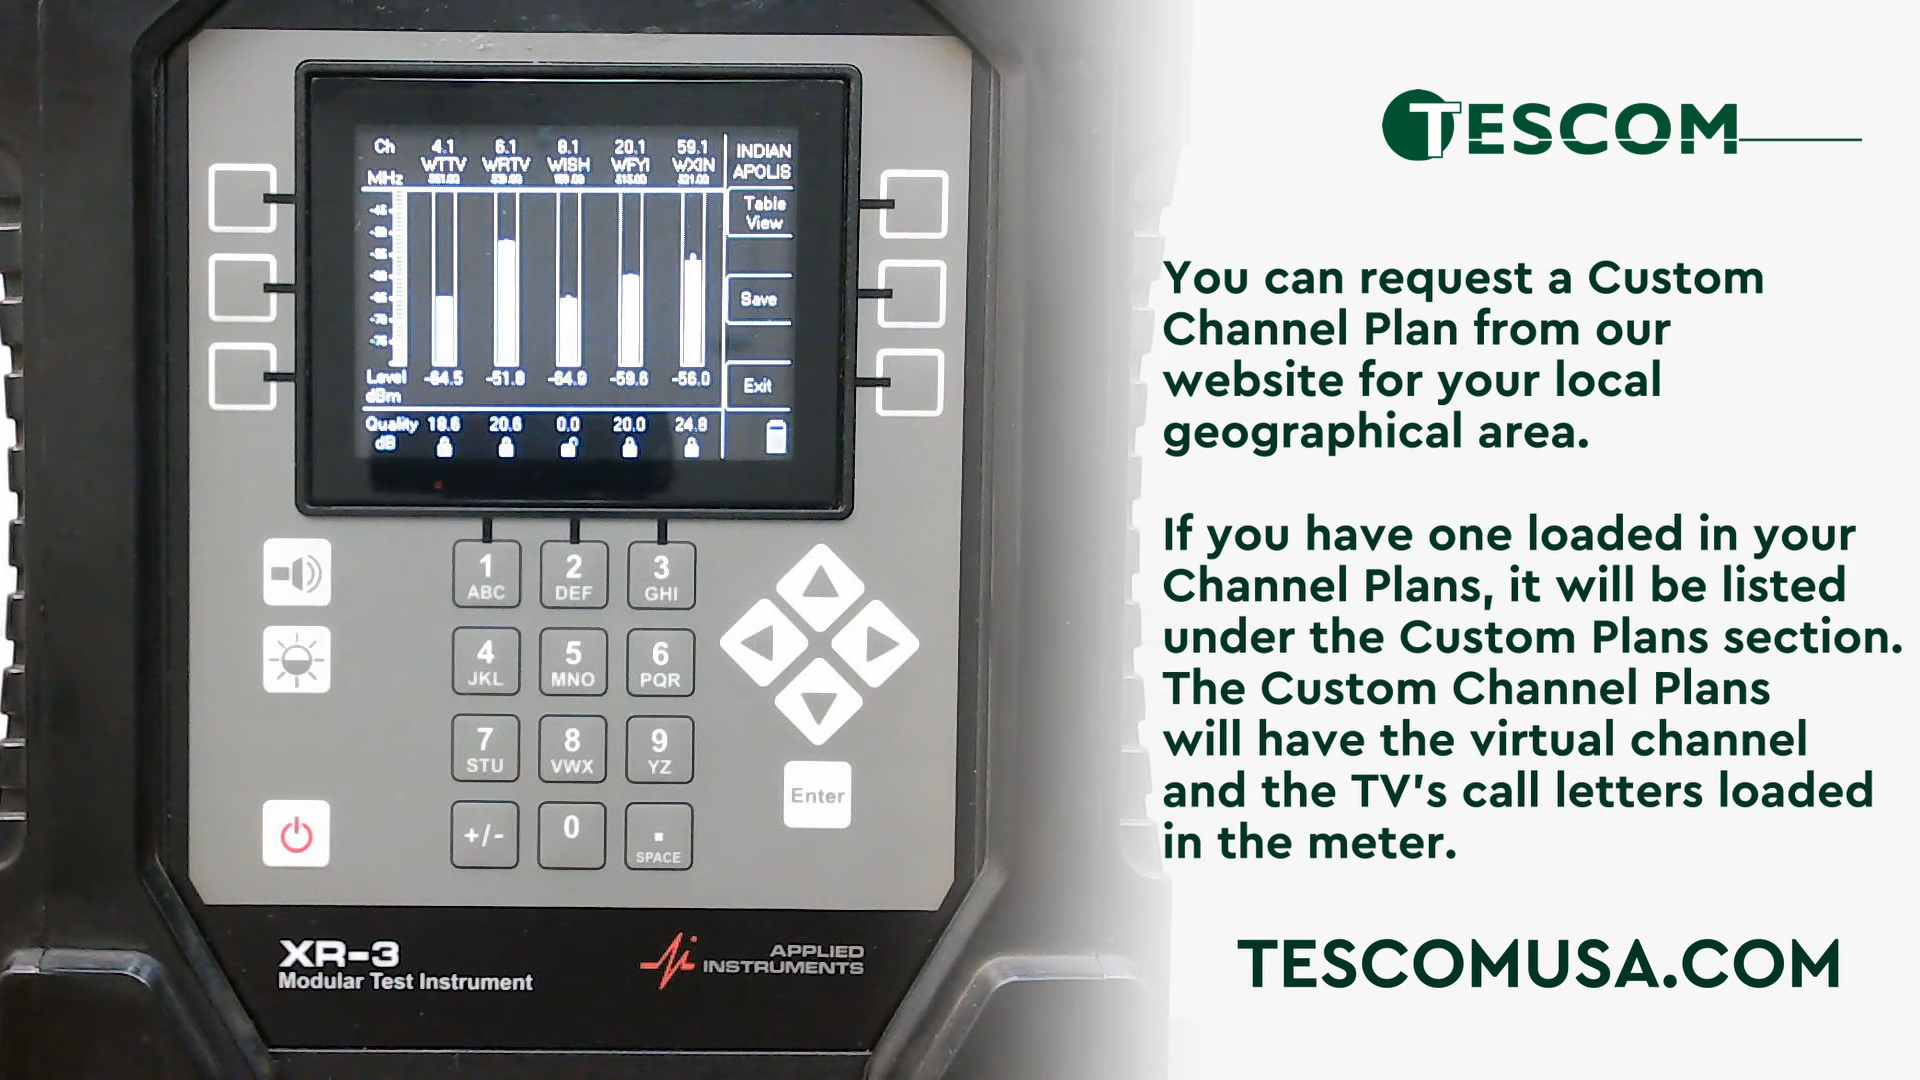 Ch 4.1 6.1 8.1 20.1 59.1
WTTV WRTV WISH WFYI WXIN
MHz
INDIAN
APOLIS
Table
View
Save
Exit
Level -64.5 -51.8 -64.9 -59.6 -56.0
dBm
Quality 18.6 20.6 0.0 20.0 24.8
dB
1 2 3
ABC DEF GHI
4 5 6
JKL MNO PQR
7 8 9
STU VWX YZ
Enter
+/- 0 .
SPACE
XR-3
Modular Test Instrument
APPLIED
INSTRUMENTS
TESCOM
You can request a Custom
Channel Plan from our
website for your local
geographical area.
If you have one loaded in your
Channel Plans, it will be listed
under the Custom Plans section.
The Custom Channel Plans
will have the virtual channel
and the TV's call letters loaded
in the meter.
TESCOMUSA.COM